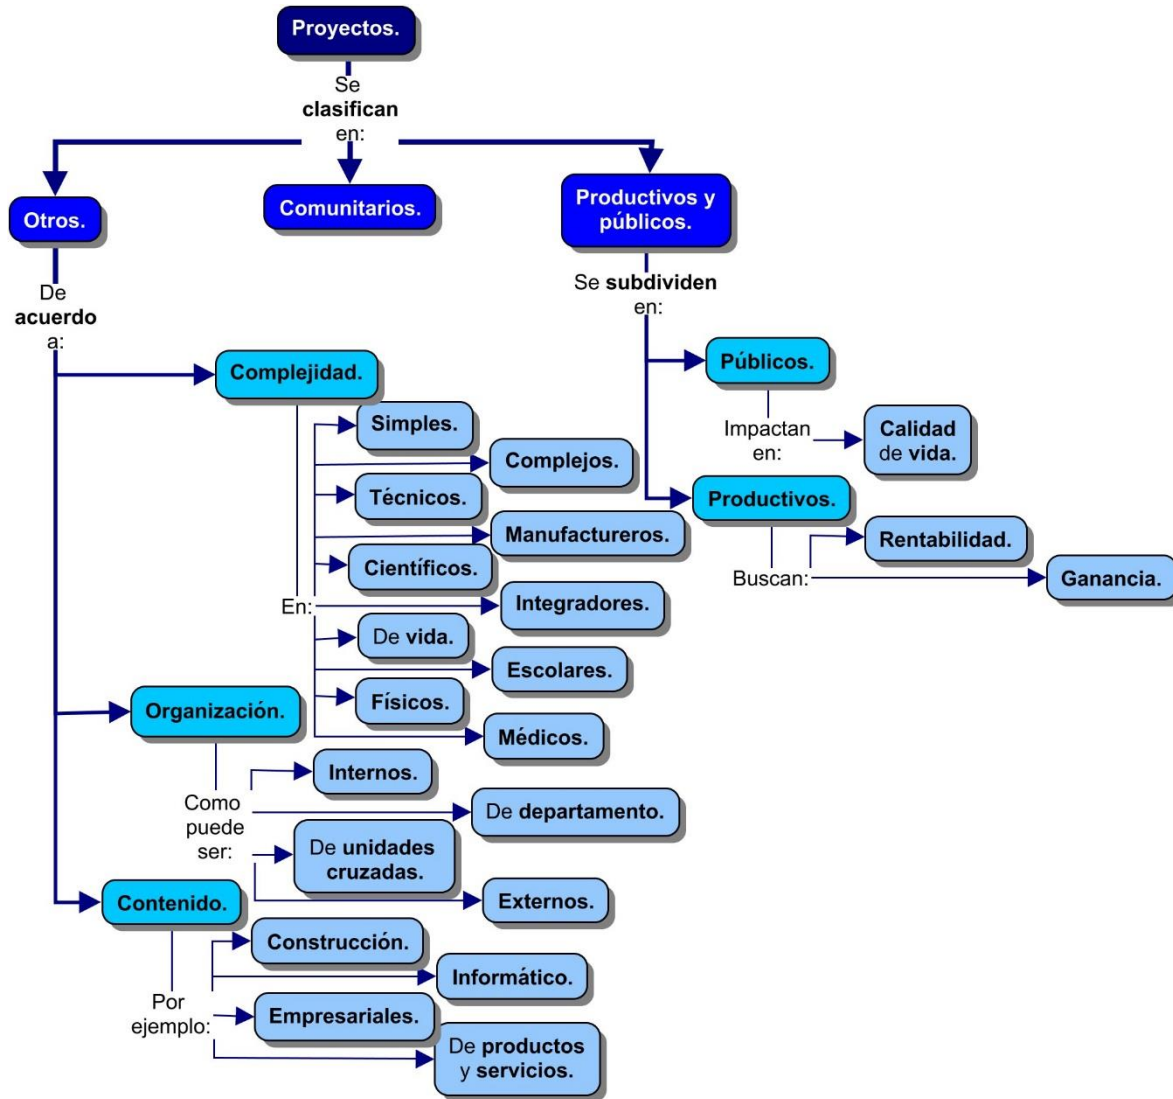 Proyectos.
Se
clasifican
en:
Otros.
Comunitarios.
Productivos y
públicos.
De
acuerdo
a:
Se subdividen
en:
Complejidad.
Públicos.
Simples.
Impactan
en:
Calidad
de vida.
Complejos.
Técnicos.
Productivos.
Manufactureros.
Rentabilidad.
Científicos.
Buscan:
Ganancia.
En:
Integradores.
De vida.
Escolares.
Organización.
Físicos.
Médicos.
Internos.
Como
puede
ser:
De departamento.
De unidades
cruzadas.
Contenido.
Externos.
Construcción.
Informático.
Por
ejemplo:
Empresariales.
De productos
y servicios.